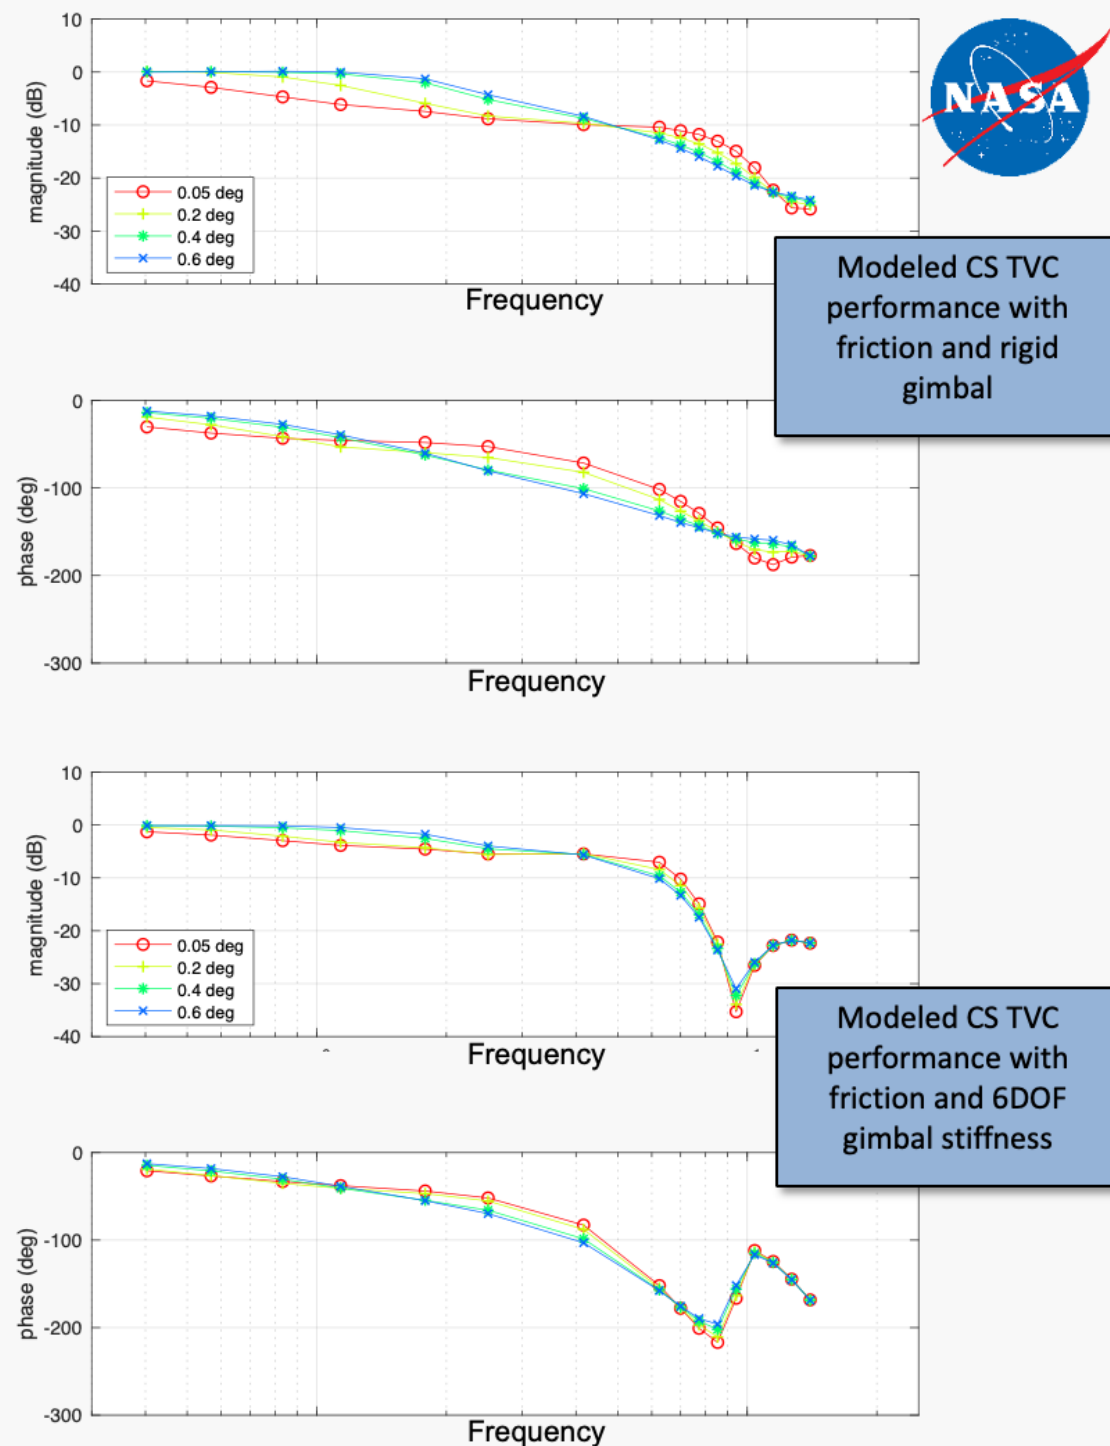 10
0
-10
-20
-30
-40
magnitude (dB)
0.05 deg
0.2 deg
0.4 deg
0.6 deg
Frequency
NASA
Modeled CS TVC
performance with
friction and rigid
gimbal
0
-100
-200
-300
phase (deg)
Frequency
10
0
-10
-20
-30
-40
magnitude (dB)
0.05 deg
0.2 deg
0.4 deg
0.6 deg
Frequency
Modeled CS TVC
performance with
friction and 6DOF
gimbal stiffness
0
-100
-200
-300
phase (deg)
Frequency